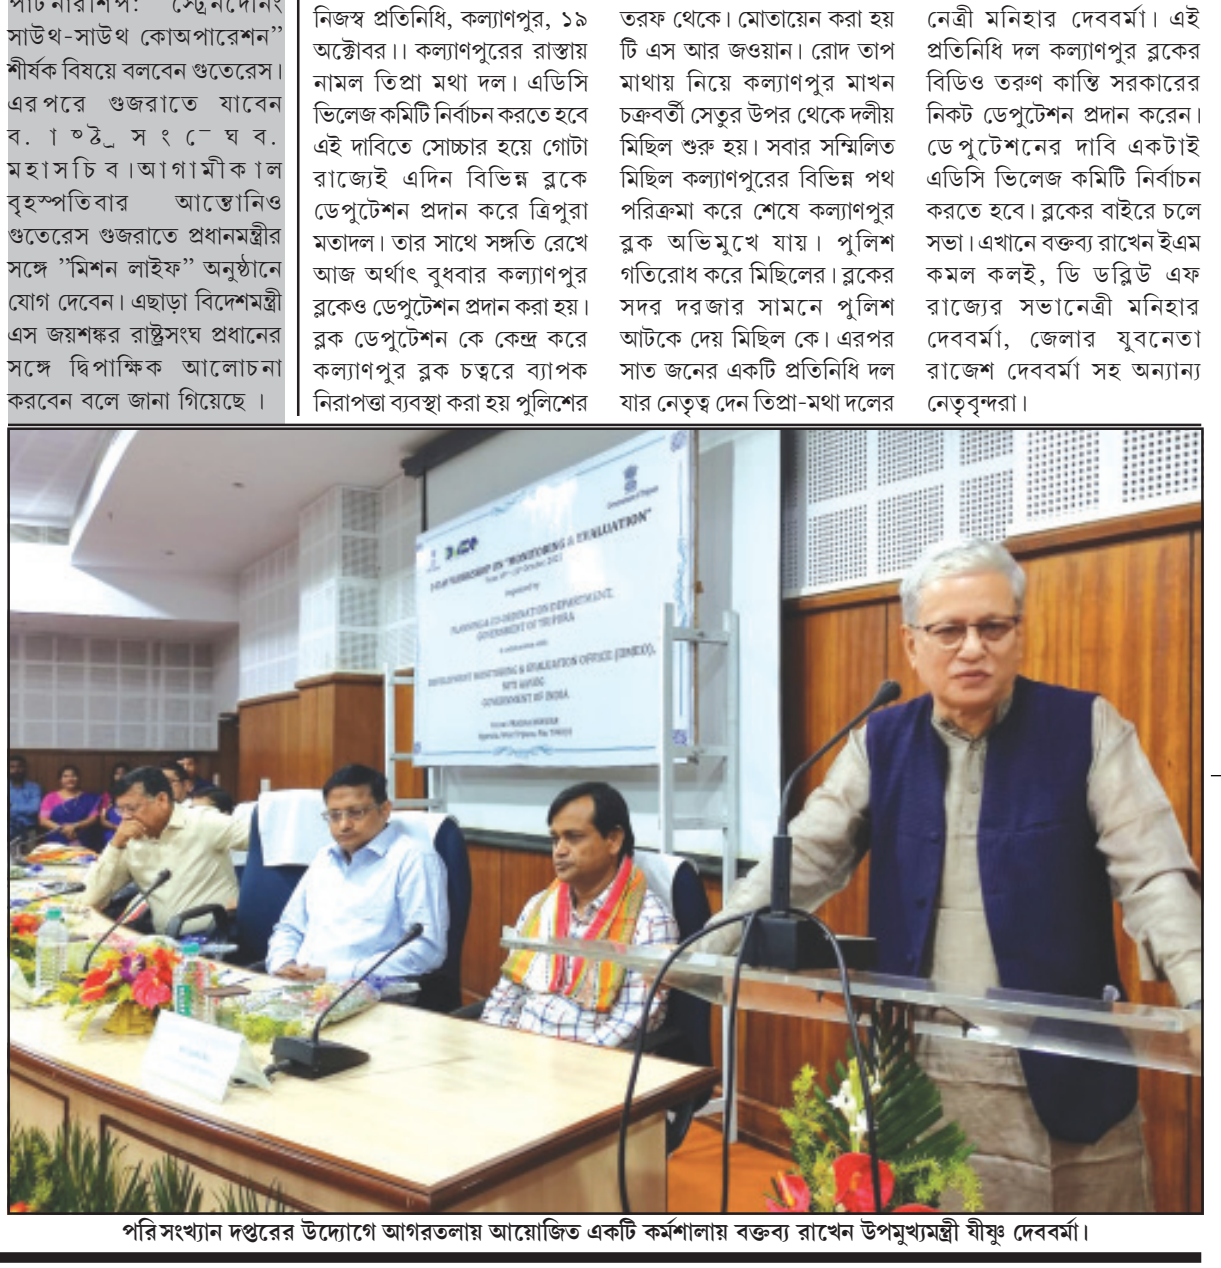 সাউথ-সাউথ কোঅপারেশন”
শীর্ষক বিষয়ে বলবেন গুতেরেস।
এরপরে গুজরাতে যাবেন
মহাসচিব।আগামীকাল
বৃহস্পতিবার আন্তোনিও
গুতেরেস গুজরাতে প্রধানমন্ত্রীর
সঙ্গে ”মিশন লাইফ” অনুষ্ঠানে
যোগ দেবেন। এছাড়া বিদেশমন্ত্রী
এস জয়শঙ্কর রাষ্ট্রসংঘ প্রধানের
সঙ্গে দ্বিপাক্ষিক আলোচনা
করবেন বলে জানা গিয়েছে ।
নিজস্ব প্রতিনিধি, কল্যাণপুর, ১৯
অক্টোবর।। কল্যাণপুরের রাস্তায়
নামল তিপ্রা মথা দল। এডিসি
ভিলেজ কমিটি নির্বাচন করতে হবে
এই দাবিতে সোচ্চার হয়ে গোটা
রাজ্যেই এদিন বিভিন্ন ব্লকে
ডেপুটেশন প্রদান করে ত্রিপুরা
মতাদল। তার সাথে সঙ্গতি রেখে
আজ অর্থাৎ বুধবার কল্যাণপুর
ব্লকেও ডেপুটেশন প্রদান করা হয়।
ব্লক ডেপুটেশন কে কেন্দ্র করে
কল্যাণপুর ব্লক চত্বরে ব্যাপক
নিরাপত্তা ব্যবস্থা করা হয় পুলিশের
তরফ থেকে। মোতায়েন করা হয়
টি এস আর জওয়ান। রোদ তাপ
মাথায় নিয়ে কল্যাণপুর মাখন
চক্রবর্তী সেতুর উপর থেকে দলীয়
মিছিল শুরু হয়। সবার সম্মিলিত
মিছিল কল্যাণপুরের বিভিন্ন পথ
পরিক্রমা করে শেষে কল্যাণপুর
ব্লক অভিমুখে যায়। পুলিশ
গতিরোধ করে মিছিলের। ব্লকের
সদর দরজার সামনে পুলিশ
আটকে দেয় মিছিল কে। এরপর
সাত জনের একটি প্রতিনিধি দল
যার নেতৃত্ব দেন তিপ্রা-মথা দলের
নেত্রী মনিহার দেববর্মা। এই
প্রতিনিধি দল কল্যাণপুর ব্লকের
বিডিও তরুণ কান্তি সরকারের
নিকট ডেপুটেশন প্রদান করেন।
ডেপুটেশনের দাবি একটাই
এডিসি ভিলেজ কমিটি নির্বাচন
করতে হবে। ব্লকের বাইরে চলে
সভা। এখানে বক্তব্য রাখেন ইএম
কমল কলই, ডি ডব্লিউ এফ
রাজ্যের সভানেত্রী মনিহার
দেববর্মা, জেলার যুবনেতা
রাজেশ দেববর্মা সহ অন্যান্য
নেতৃবৃন্দরা।
WORKSHOP ON "MONITORING & EVALUATION"
Organized by
PLANNING & CO-ORDINATION DEPARTMENT,
GOVERNMENT OF TRIPURA
DEVELOPMENT MONITORING & EVALUATION OFFICE (DMEO),
NITI AAYOG
GOVERNMENT OF INDIA
পরিসংখ্যান দপ্তরের উদ্যোগে আগরতলায় আয়োজিত একটি কর্মশালায় বক্তব্য রাখেন উপমুখ্যমন্ত্রী যীষ্ণু দেববর্মা।